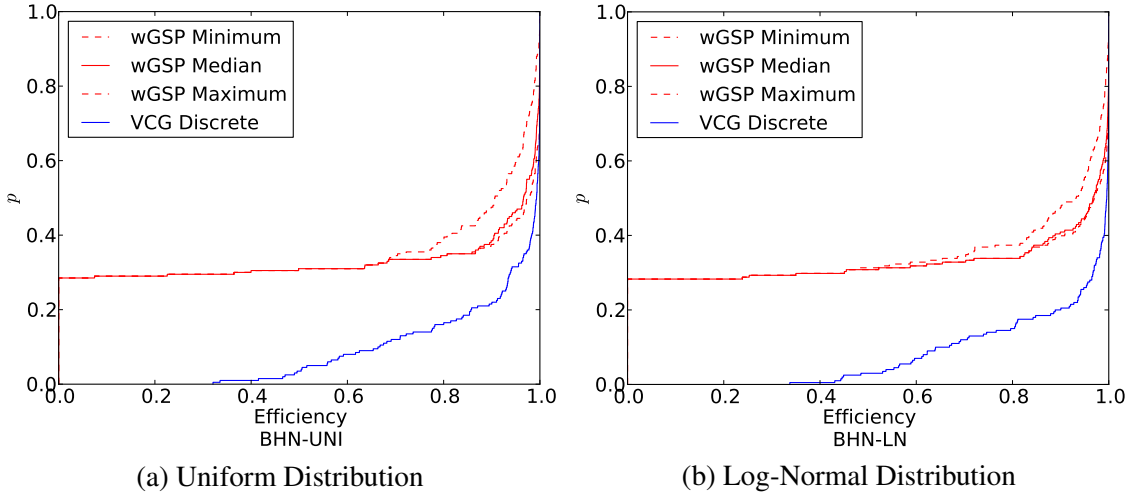 1.0
0.8
0.6
0.4
0.2
0.0
p
wGSP Minimum
wGSP Median
wGSP Maximum
VCG Discrete
0.0 0.2 0.4 0.6 0.8 1.0
Efficiency
BHN-UNI
(a) Uniform Distribution
1.0
0.8
0.6
0.4
0.2
0.0
p
wGSP Minimum
wGSP Median
wGSP Maximum
VCG Discrete
0.0 0.2 0.4 0.6 0.8 1.0
Efficiency
BHN-LN
(b) Log-Normal Distribution